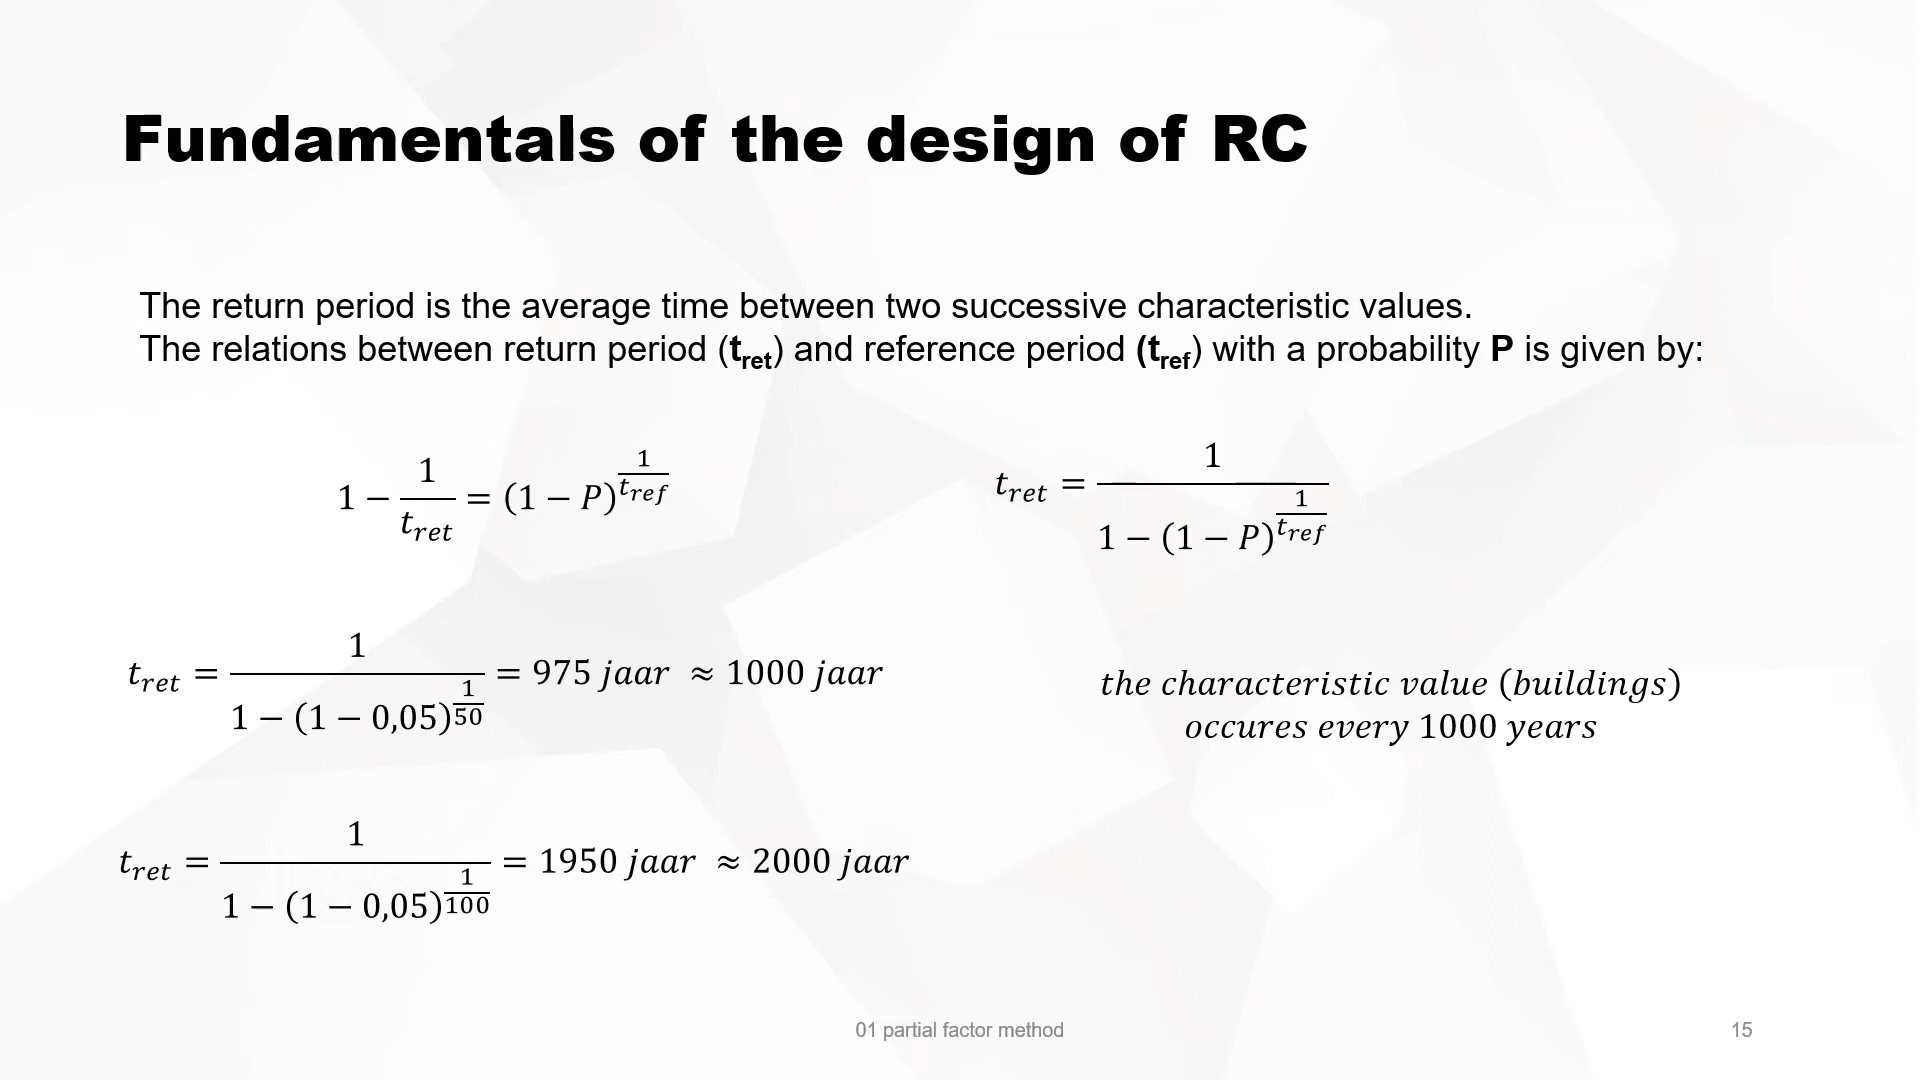 Fundamentals of the design of RC
The return period is the average time between two successive characteristic values.
The relations between return period (t_ret) and reference period (t_ref) with a probability P is given by:
1 − 1/t_ret = (1 − P)^(1/t_ref)
t_ret = 1/(1 − (1 − P)^(1/t_ref))
t_ret = 1/(1 − (1 − 0,05)^(1/50)) = 975 jaar ≈ 1000 jaar
the characteristic value (buildings)
occures every 1000 years
t_ret = 1/(1 − (1 − 0,05)^(1/100)) = 1950 jaar ≈ 2000 jaar
01 partial factor method
15